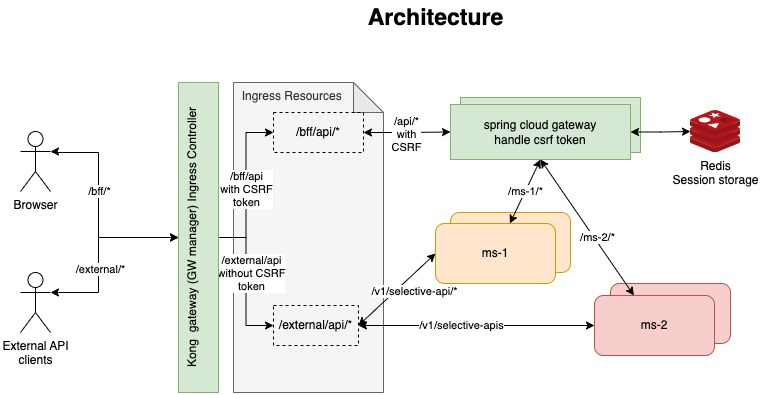 Architecture
Ingress Resources
/bff/api/*
/api/*
with
CSRF
spring cloud gateway
handle csrf token
Redis
Session storage
Browser
/bff/*
/bff/api
with CSRF
token
Kong gateway (GW manager) Ingress Controller
/ms-1/*
/ms-2/*
ms-1
/external/*
/external/api
without CSRF
token
/v1/selective-api/*
External API
clients
/external/api/*
/v1/selective-apis
ms-2